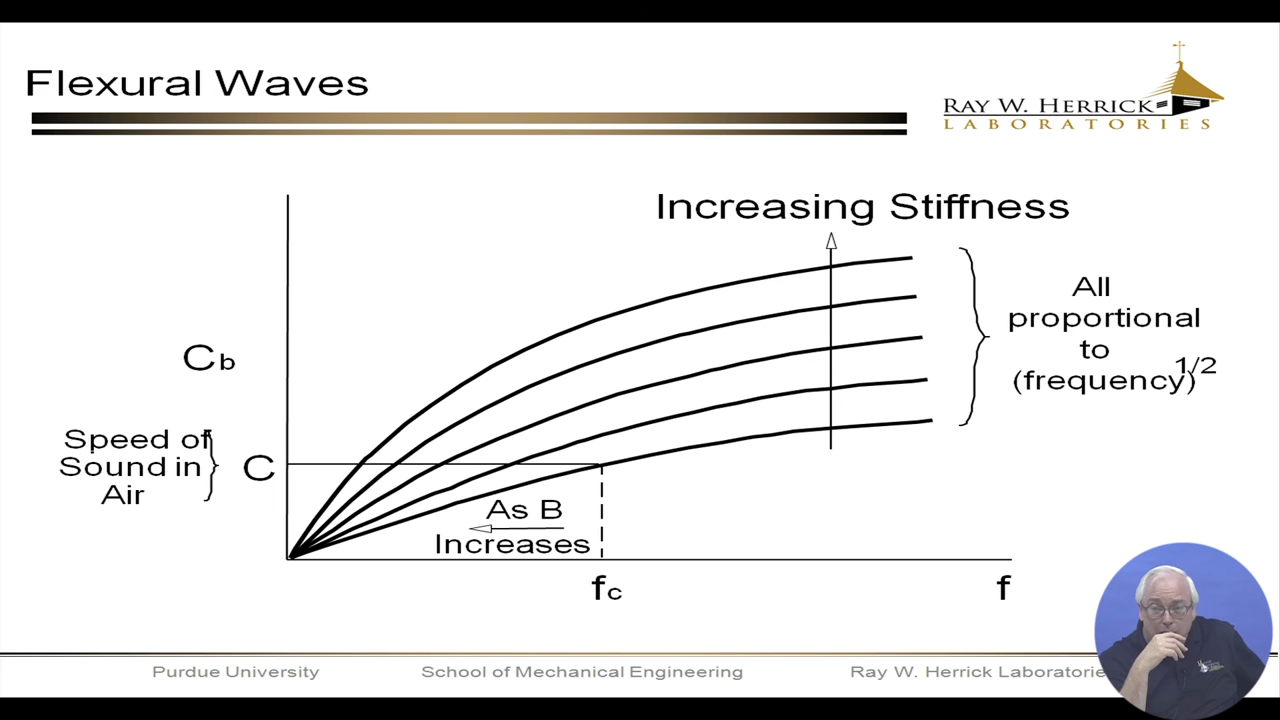 Flexural Waves
RAY W. HERRICK
LABORATORIES
Increasing Stiffness
All
proportional
to
(frequency)1/2
Cb
Speed of
Sound in
Air
C
As B
Increases
fc
f
Purdue University
School of Mechanical Engineering
Ray W. Herrick Laboratorie